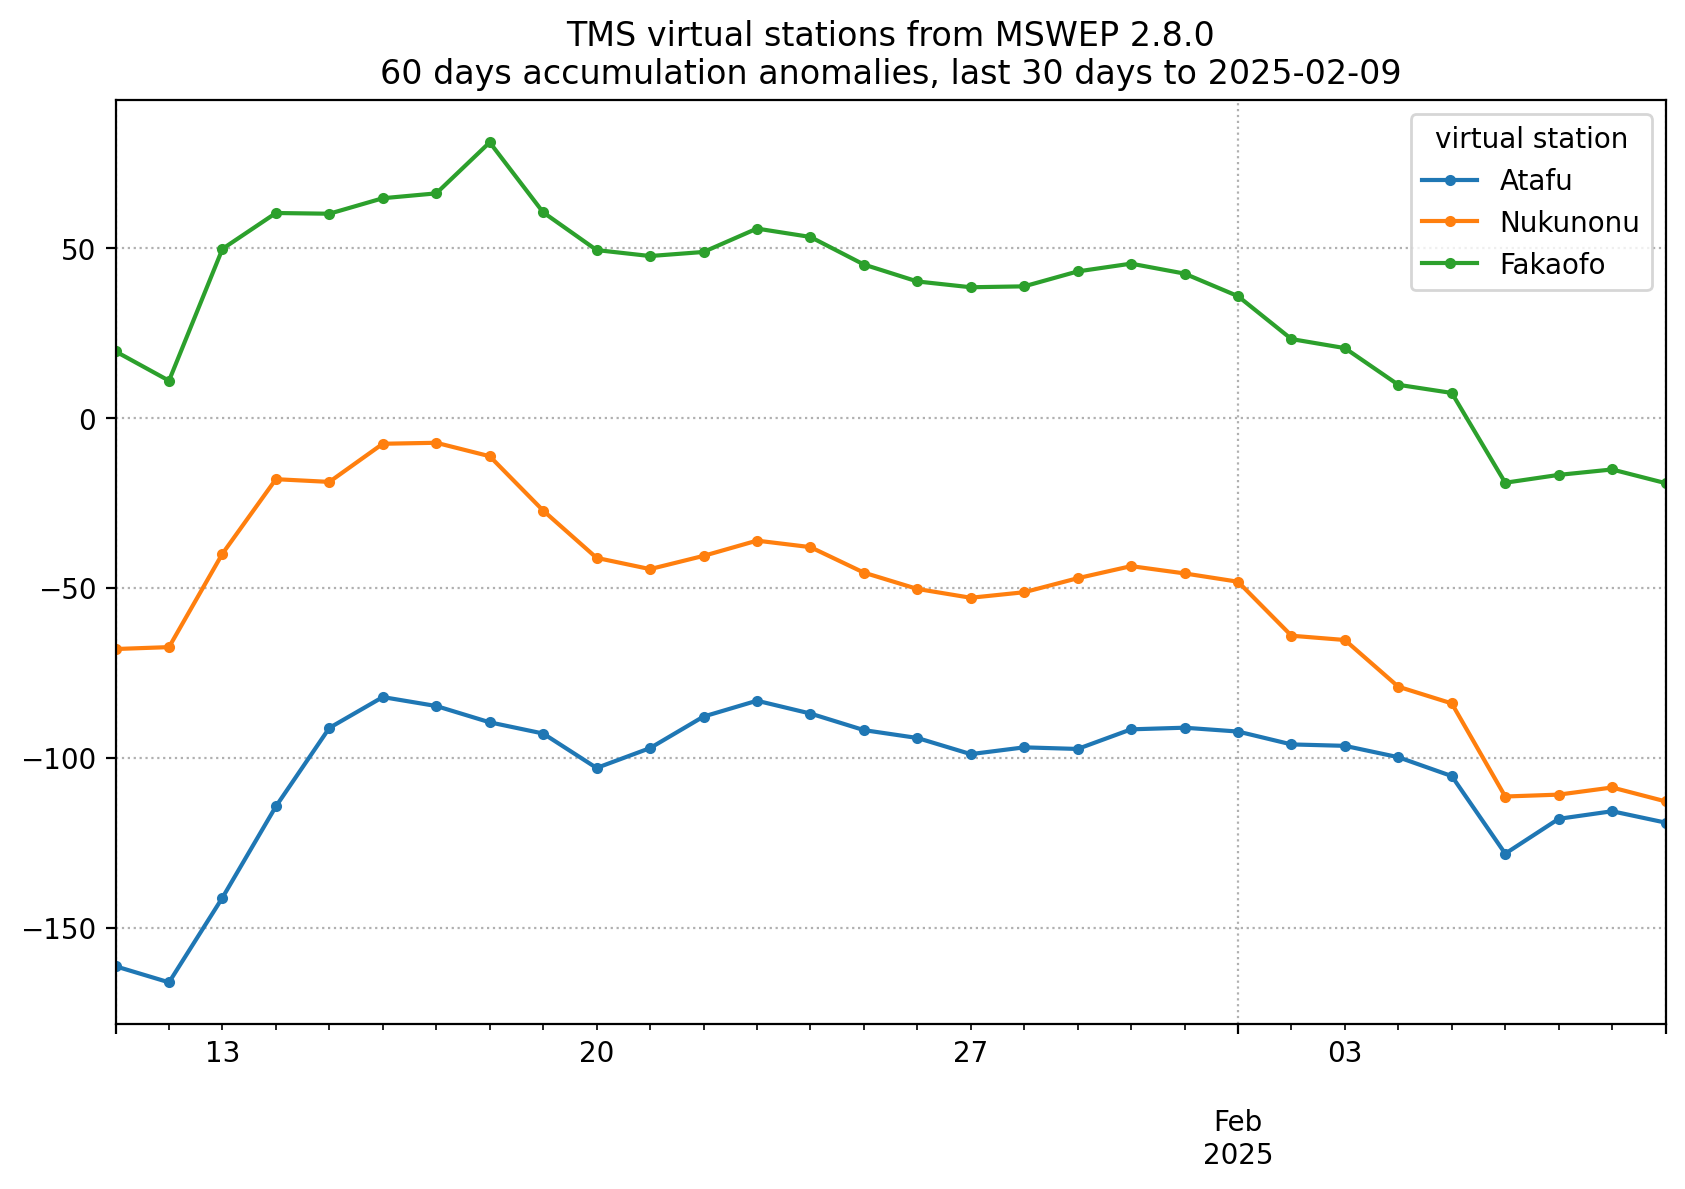 TMS virtual stations from MSWEP 2.8.0
60 days accumulation anomalies, last 30 days to 2025-02-09
virtual station
Atafu
Nukunonu
Fakaofo
50
0
−50
−100
−150
13
20
27
03
Feb
2025